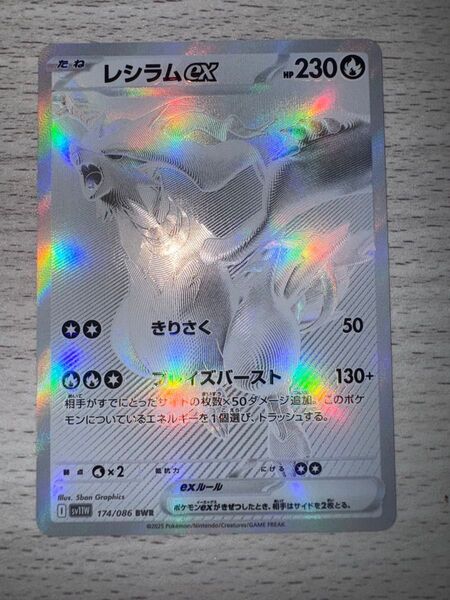 たね レシラムex HP 230
きりさく 50
ブレイズバースト 130+
相手がすでにとったサイドの枚数×50ダメージ追加。このポケ
モンについているエネルギーを1個選び、トラッシュする。
弱点 ×2 抵抗力 にげる
exルール
ポケモンexがきぜつしたとき、相手はサイドを2枚とる。
Illus. 5ban Graphics
I sv11W 174/086 BWR
©2025 Pokémon/Nintendo/Creatures/GAME FREAK